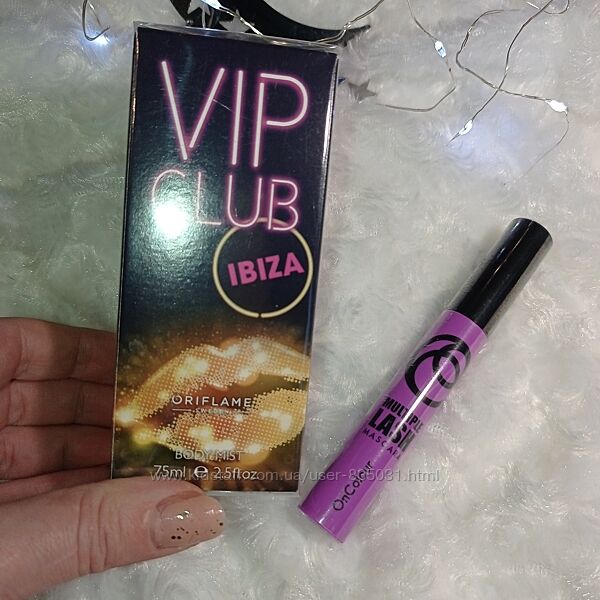 VIP
CLUB
IBIZA
ORIFLAME
SWEDEN
BODY MIST
75ml ℮ 2.5fl oz
MULTIPLE
LASH
MASCARA
OnColour